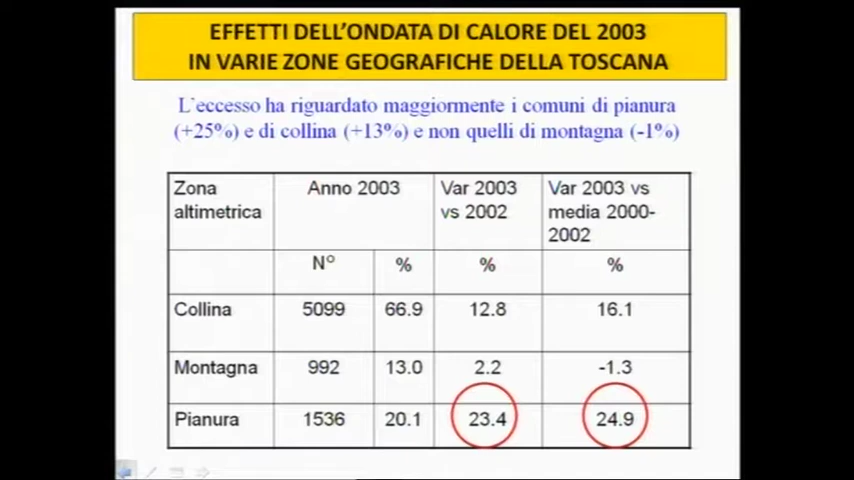 EFFETTI DELL'ONDATA DI CALORE DEL 2003
IN VARIE ZONE GEOGRAFICHE DELLA TOSCANA
L'eccesso ha riguardato maggiormente i comuni di pianura
(+25%) e di collina (+13%) e non quelli di montagna (-1%)
Zona altimetrica Anno 2003 Var 2003 vs 2002 Var 2003 vs media 2000-2002
N° % % %
Collina 5099 66.9 12.8 16.1
Montagna 992 13.0 2.2 -1.3
Pianura 1536 20.1 23.4 24.9